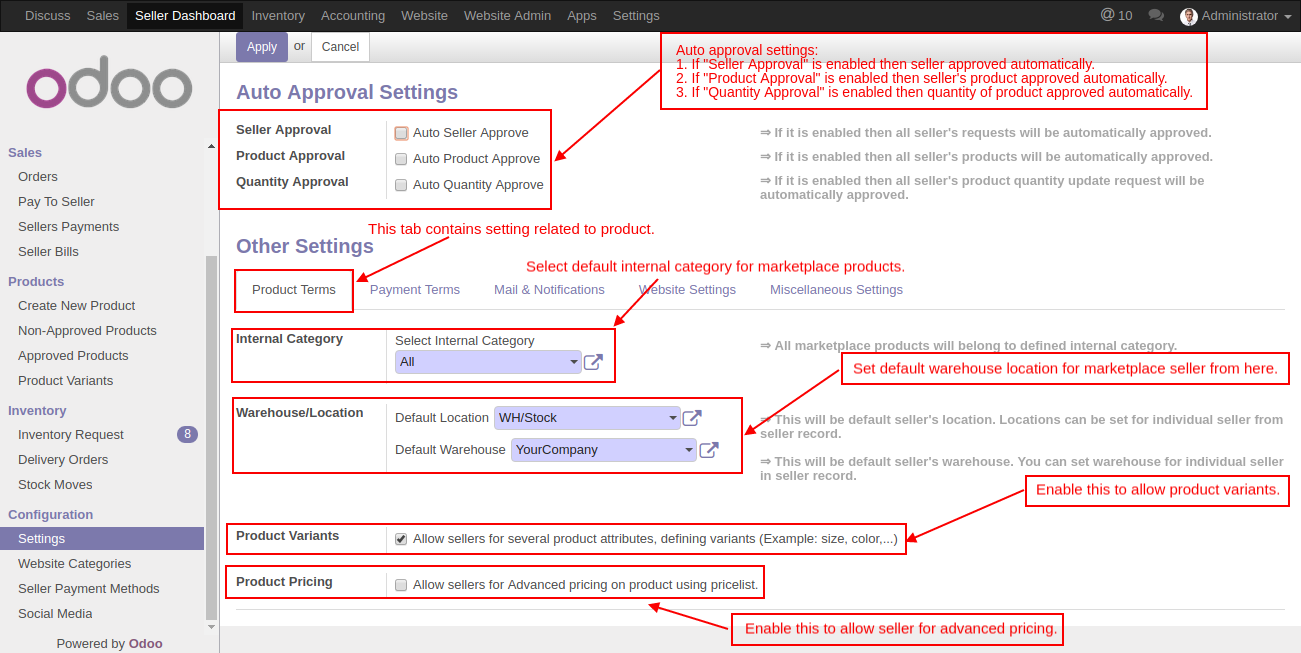 Discuss Sales Seller Dashboard Inventory Accounting Website Website Admin Apps Settings @ 10 Administrator
Apply or Cancel
odoo
Sales
Orders
Pay To Seller
Sellers Payments
Seller Bills
Products
Create New Product
Non-Approved Products
Approved Products
Product Variants
Inventory
Inventory Request 8
Delivery Orders
Stock Moves
Configuration
Settings
Website Categories
Seller Payment Methods
Social Media
Powered by Odoo
Auto approval settings:
1. If "Seller Approval" is enabled then seller approved automatically.
2. If "Product Approval" is enabled then seller's product approved automatically.
3. If "Quantity Approval" is enabled then quantity of product approved automatically.
Auto Approval Settings
Seller Approval Auto Seller Approve ⇒ If it is enabled then all seller's requests will be automatically approved.
Product Approval Auto Product Approve ⇒ If it is enabled then all seller's products will be automatically approved.
Quantity Approval Auto Quantity Approve ⇒ If it is enabled then all seller's product quantity update request will be
automatically approved.
This tab contains setting related to product.
Other Settings
Select default internal category for marketplace products.
Product Terms Payment Terms Mail & Notifications Website Settings Miscellaneous Settings
Internal Category Select Internal Category
All
⇒ All marketplace products will belong to defined internal category.
Set default warehouse location for marketplace seller from here.
Warehouse/Location Default Location WH/Stock
⇒ This will be default seller's location. Locations can be set for individual seller from
seller record.
Default Warehouse YourCompany
⇒ This will be default seller's warehouse. You can set warehouse for individual seller
in seller record.
Enable this to allow product variants.
Product Variants Allow sellers for several product attributes, defining variants (Example: size, color,...)
Product Pricing Allow sellers for Advanced pricing on product using pricelist.
Enable this to allow seller for advanced pricing.